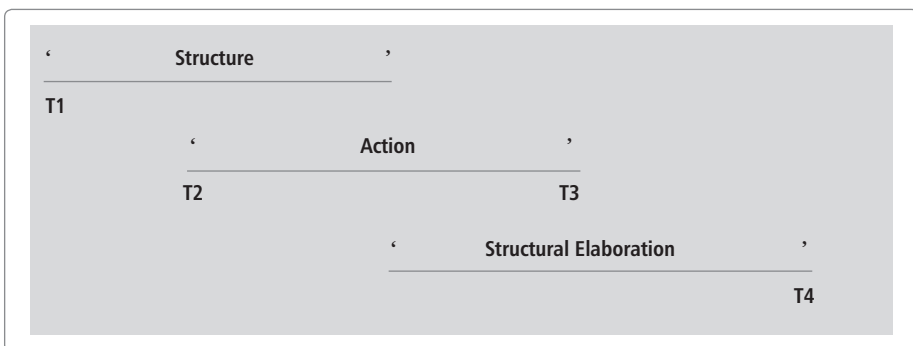 ‘ Structure ’
T1
‘ Action ’
T2 T3
‘ Structural Elaboration ’
T4